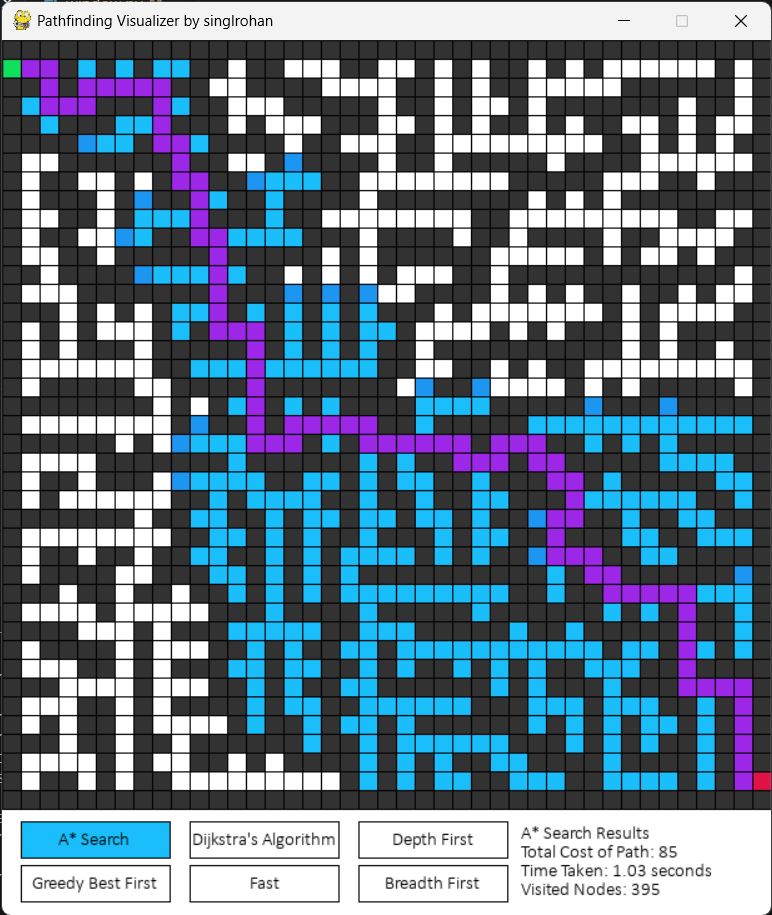 Pathfinding Visualizer by singlrohan
A* Search
Dijkstra's Algorithm
Depth First
Greedy Best First
Fast
Breadth First
A* Search Results
Total Cost of Path: 85
Time Taken: 1.03 seconds
Visited Nodes: 395